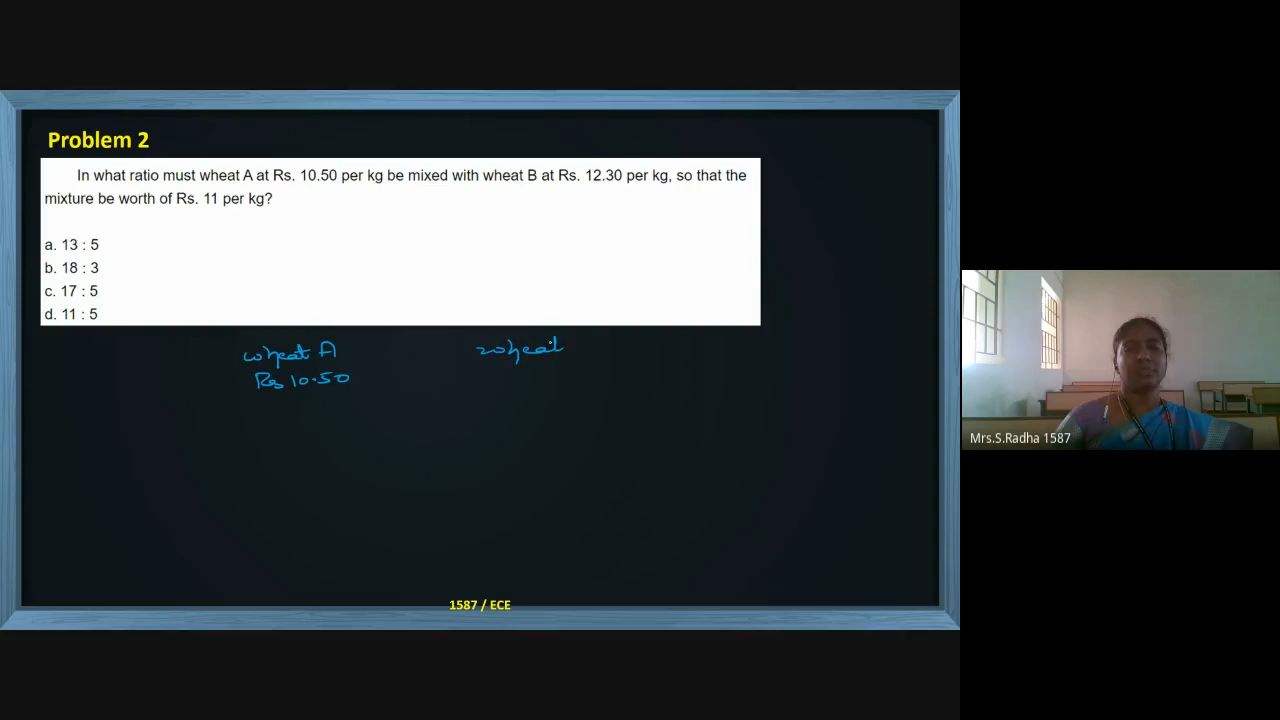 Problem 2
In what ratio must wheat A at Rs. 10.50 per kg be mixed with wheat B at Rs. 12.30 per kg, so that the
mixture be worth of Rs. 11 per kg?
a. 13 : 5
b. 18 : 3
c. 17 : 5
d. 11 : 5
wheat A
wheat
Rs 10.50
1587 / ECE
Mrs.S.Radha 1587